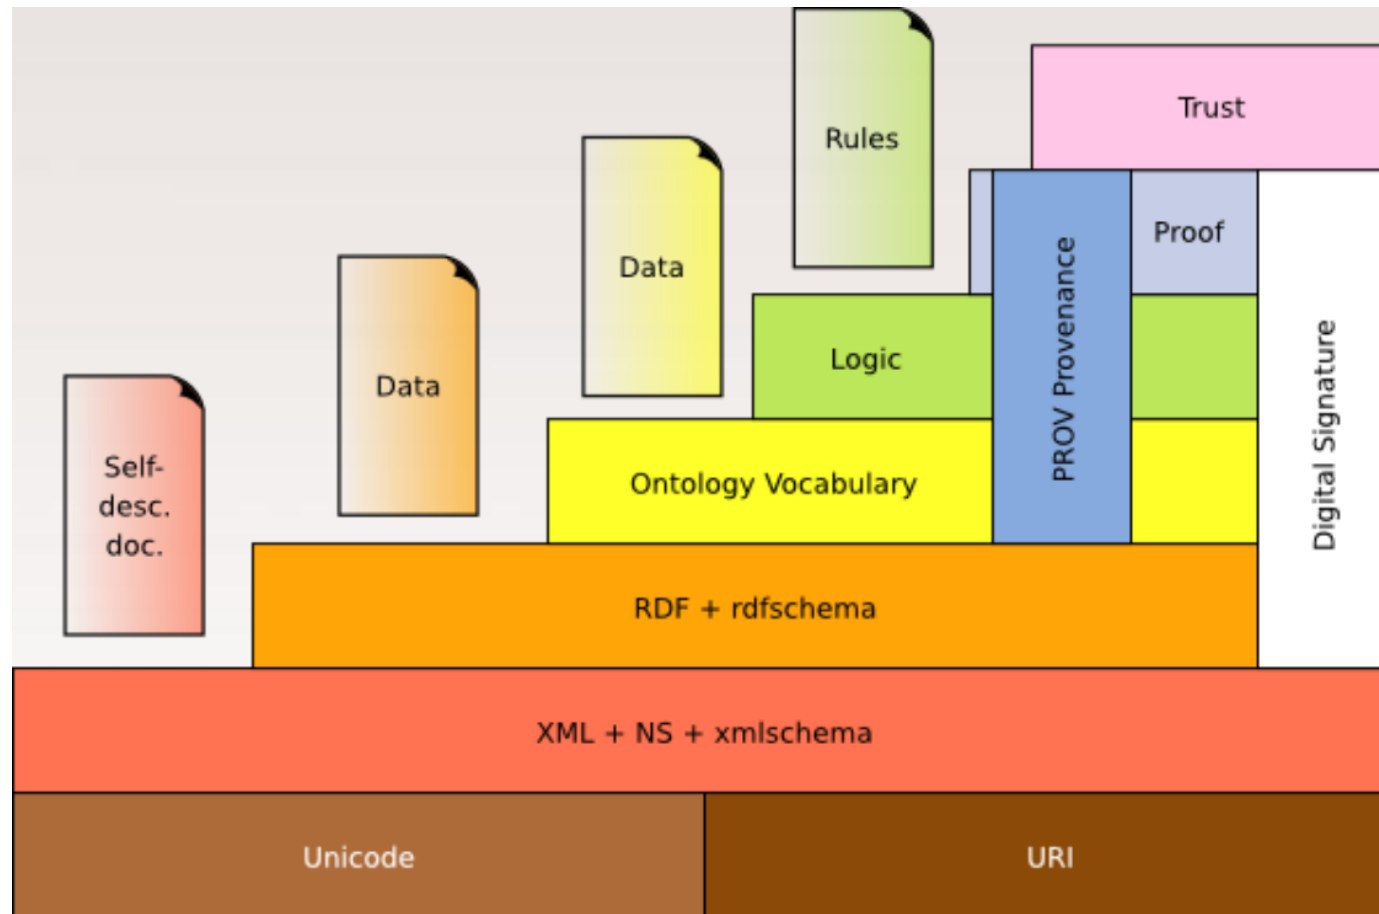 Rules
Trust
Data
Proof
Data
Logic
PROV Provenance
Digital Signature
Self-
desc.
doc.
Ontology Vocabulary
RDF + rdfschema
XML + NS + xmlschema
Unicode
URI